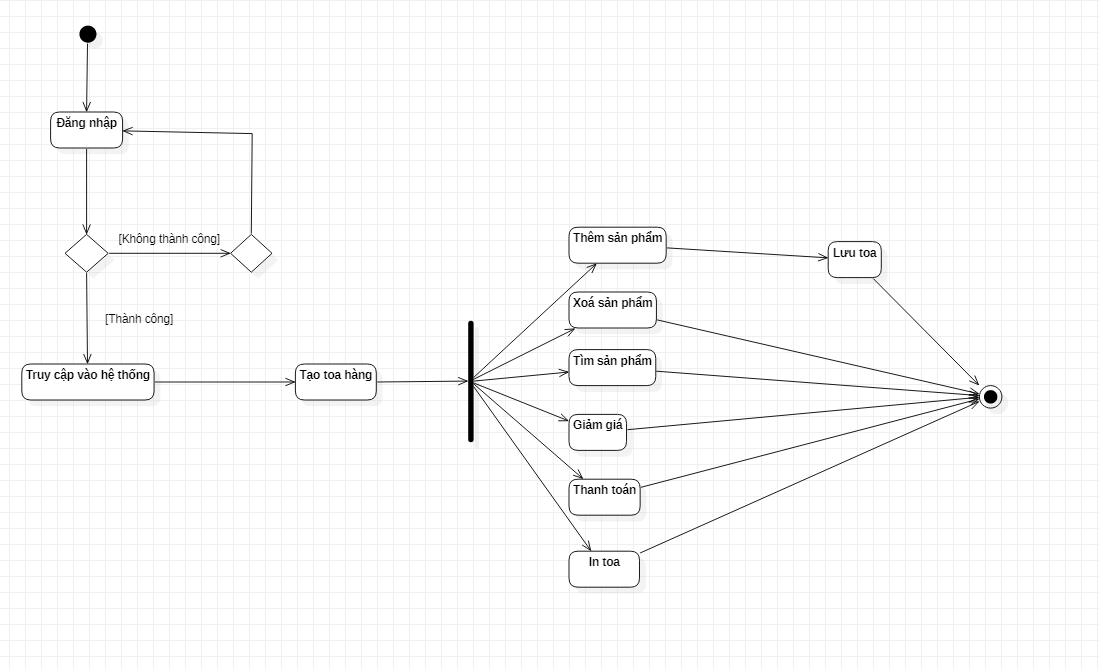 Đăng nhập
[Không thành công]
[Thành công]
Truy cập vào hệ thống
Tạo toa hàng
Thêm sản phẩm
Lưu toa
Xoá sản phẩm
Tìm sản phẩm
Giảm giá
Thanh toán
In toa